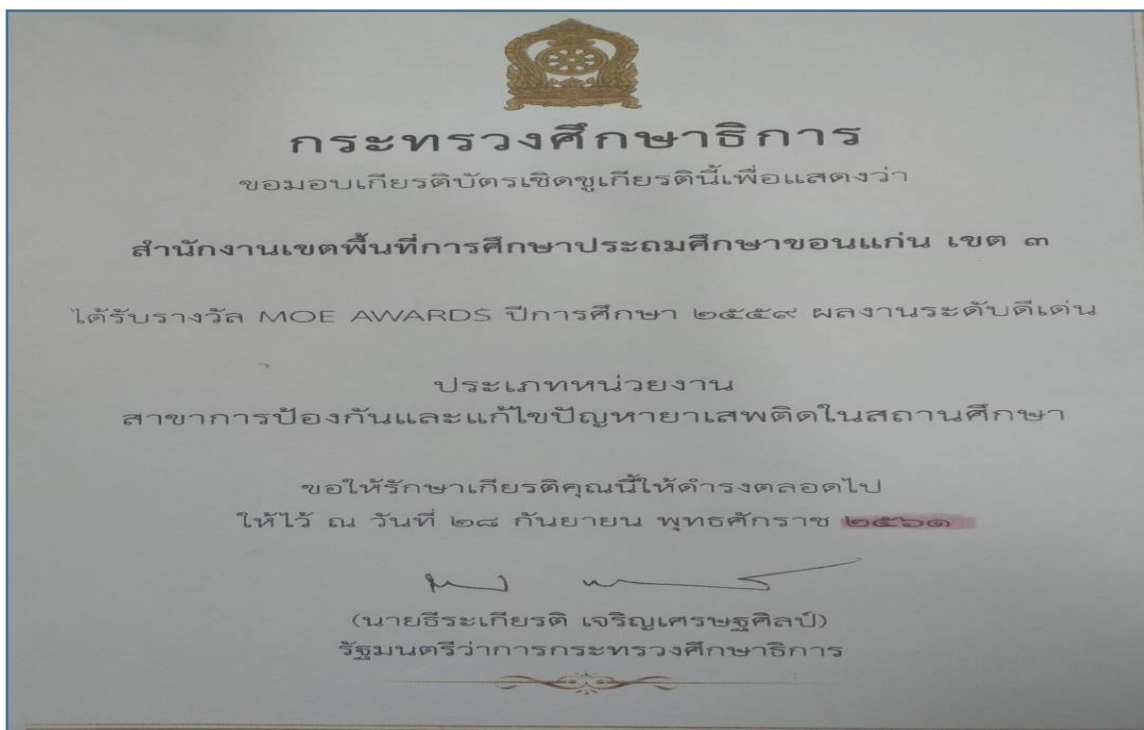 กระทรวงศึกษาธิการ
ขอมอบเกียรติบัตรเชิดชูเกียรตินี้เพื่อแสดงว่า
สำนักงานเขตพื้นที่การศึกษาประถมศึกษาขอนแก่น เขต ๓
ได้รับรางวัล MOE AWARDS ปีการศึกษา ๒๕๕๙ ผลงานระดับดีเด่น
ประเภทหน่วยงาน
สาขาการป้องกันและแก้ไขปัญหายาเสพติดในสถานศึกษา
ขอให้รักษาเกียรติคุณนี้ให้ดำรงตลอดไป
ให้ไว้ ณ วันที่ ๒๘ กันยายน พุทธศักราช ๒๕๖๑
(นายธีระเกียรติ เจริญเศรษฐศิลป์)
รัฐมนตรีว่าการกระทรวงศึกษาธิการ